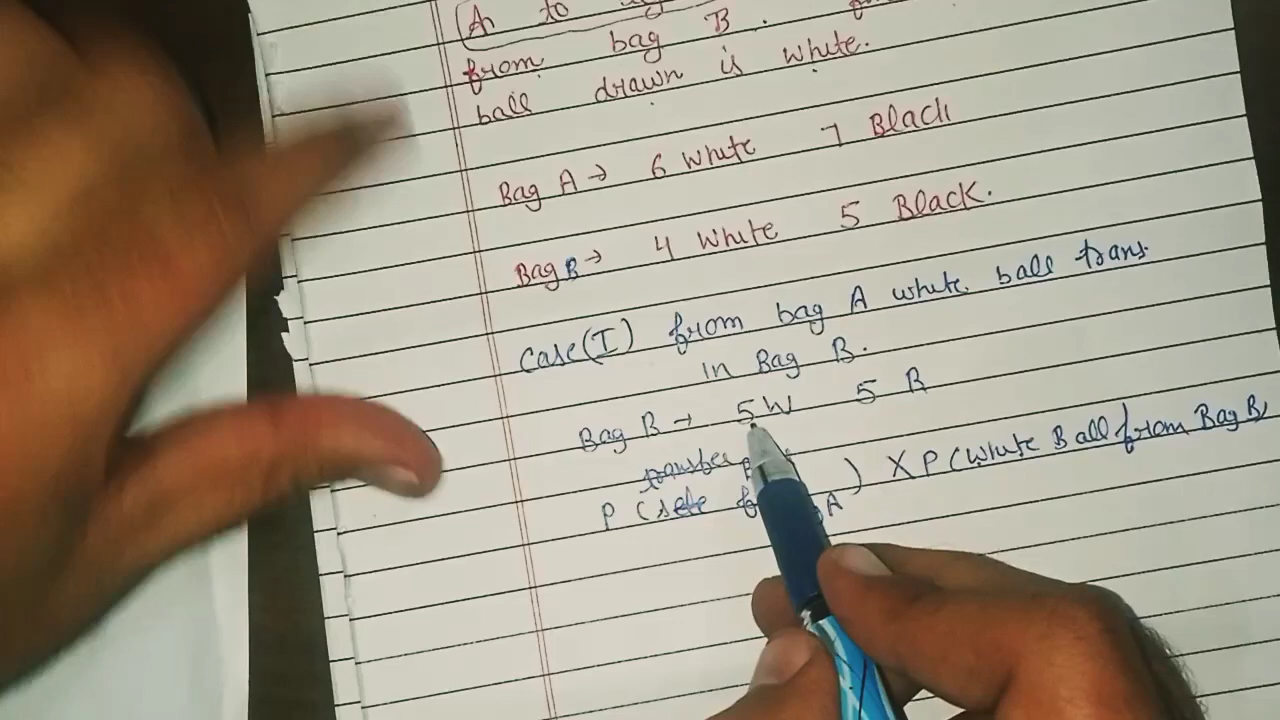 A to
from bag B.
ball drawn is white.
Bag A → 6 white 7 Black
Bag B → 4 white 5 Black.
Case(I) from bag A white ball trans.
in Bag B.
Bag B → 5W 5 B
P ( A) X P (White Ball from Bag B)